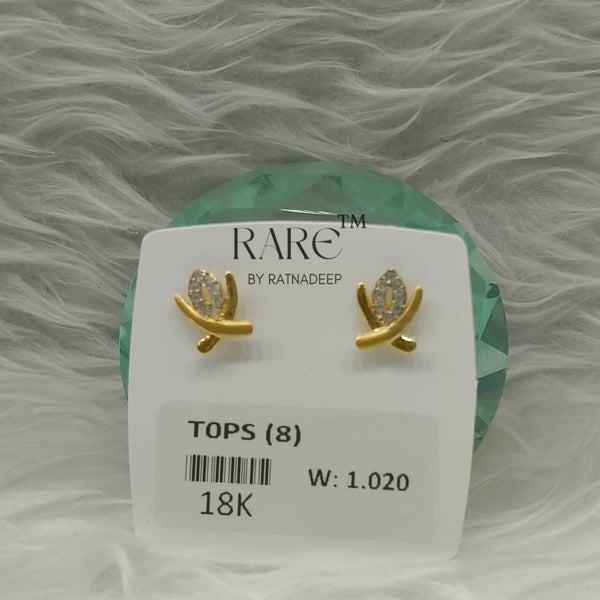 RARE™
BY RATNADEEP
TOPS (8)
W: 1.020
18K